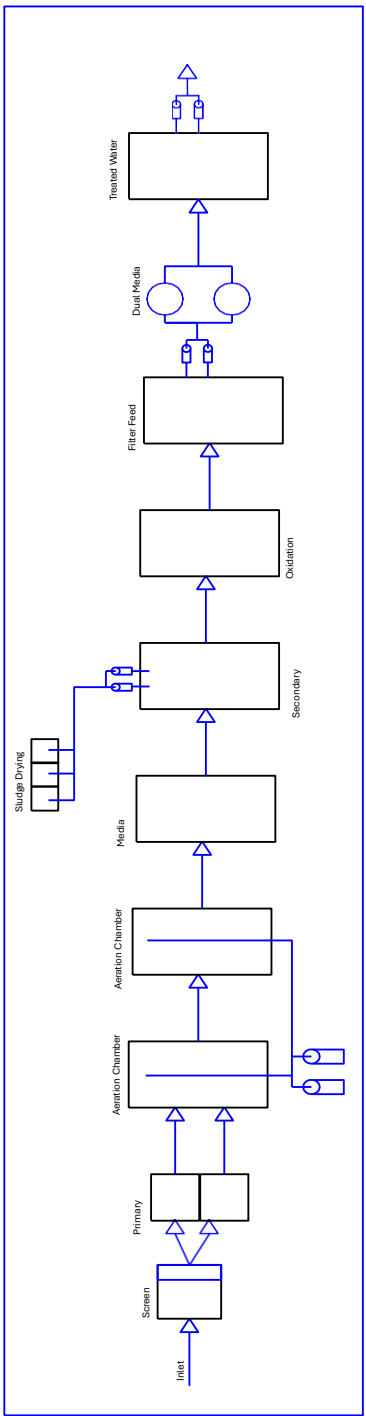 Inlet
Screen
Primary
Aeration Chamber
Aeration Chamber
Media
Secondary
Sludge Drying
Oxidation
Filter Feed
Dual Media
Treated Water